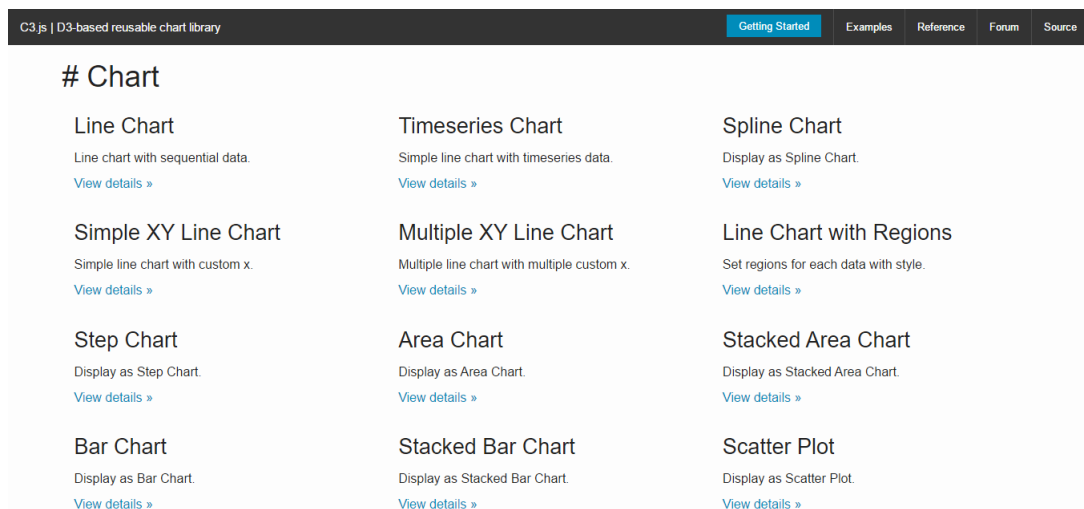 C3.js | D3-based reusable chart library
Getting Started
Examples
Reference
Forum
Source
# Chart
Line Chart
Line chart with sequential data.
View details »
Timeseries Chart
Simple line chart with timeseries data.
View details »
Spline Chart
Display as Spline Chart.
View details »
Simple XY Line Chart
Simple line chart with custom x.
View details »
Multiple XY Line Chart
Multiple line chart with multiple custom x.
View details »
Line Chart with Regions
Set regions for each data with style.
View details »
Step Chart
Display as Step Chart.
View details »
Area Chart
Display as Area Chart.
View details »
Stacked Area Chart
Display as Stacked Area Chart.
View details »
Bar Chart
Display as Bar Chart.
View details »
Stacked Bar Chart
Display as Stacked Bar Chart.
View details »
Scatter Plot
Display as Scatter Plot.
View details »